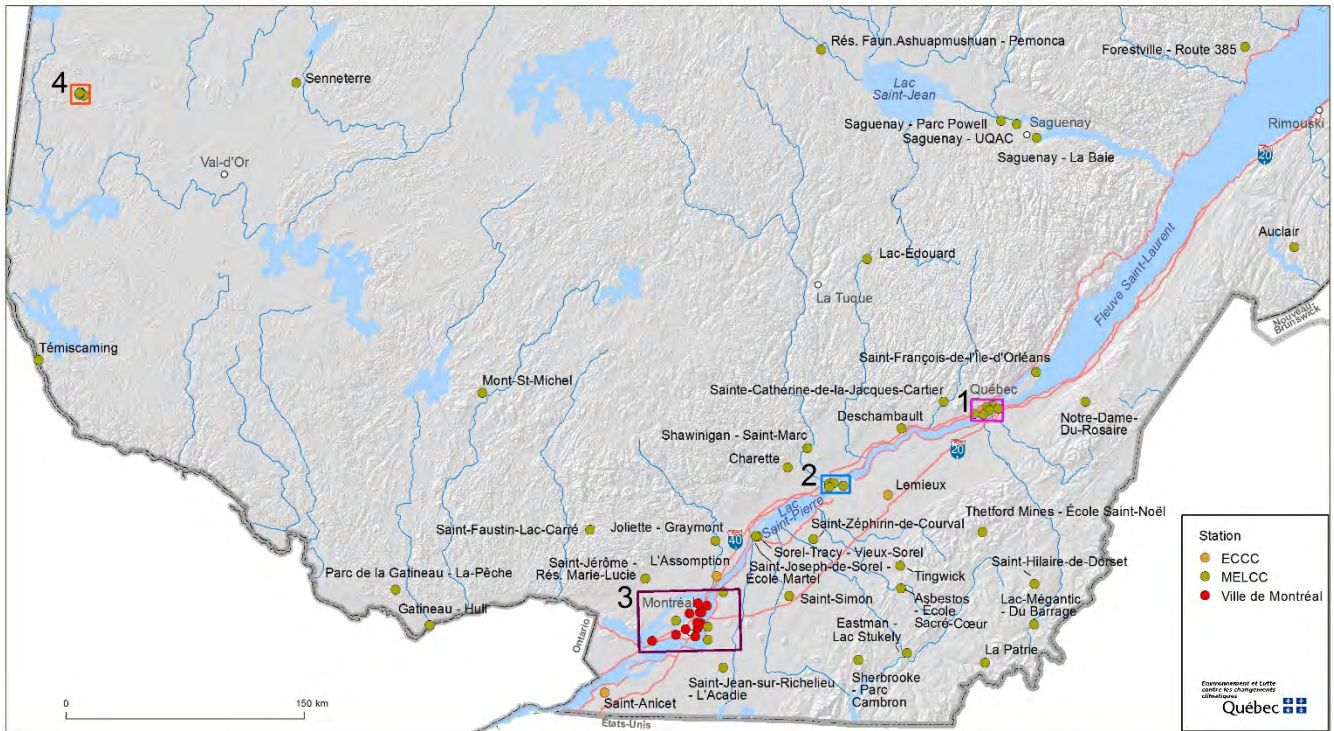 Rés. Faun.Ashuapmushuan - Pemonca
Forestville - Route 385
4
Senneterre
Lac
Saint-Jean
Saguenay - Parc Powell
Saguenay
Saguenay - UQAC
Saguenay - La Baie
Rimouski
20
Val-d'Or
Auclair
Lac-Édouard
La Tuque
Fleuve Saint-Laurent
Nouveau-
Brunswick
Témiscaming
Mont-St-Michel
Saint-François-de-l'Île-d'Orléans
Sainte-Catherine-de-la-Jacques-Cartier
Québec
1
Deschambault
Notre-Dame-
Du-Rosaire
20
Shawinigan - Saint-Marc
Charette
2
Lemieux
Lac
Saint-Pierre
Thetford Mines - École Saint-Noël
Saint-Faustin-Lac-Carré
Joliette - Graymont
40
Saint-Zéphirin-de-Courval
Sorel-Tracy - Vieux-Sorel
L'Assomption
Saint-Joseph-de-Sorel -
École Martel
Saint-Jérôme -
Rés. Marie-Lucie
Tingwick
Saint-Hilaire-de-Dorset
Parc de la Gatineau - La-Pêche
3
Montréal
Saint-Simon
Asbestos
- École
Sacré-Cœur
Lac-Mégantic
- Du Barrage
Gatineau - Hull
Ontario
Eastman -
Lac Stukely
La Patrie
Saint-Jean-sur-Richelieu
- L'Acadie
Sherbrooke
- Parc
Cambron
Saint-Anicet
États-Unis
0
150 km
Station
ECCC
MELCC
Ville de Montréal
Environnement et Lutte
contre les changements
climatiques
Québec